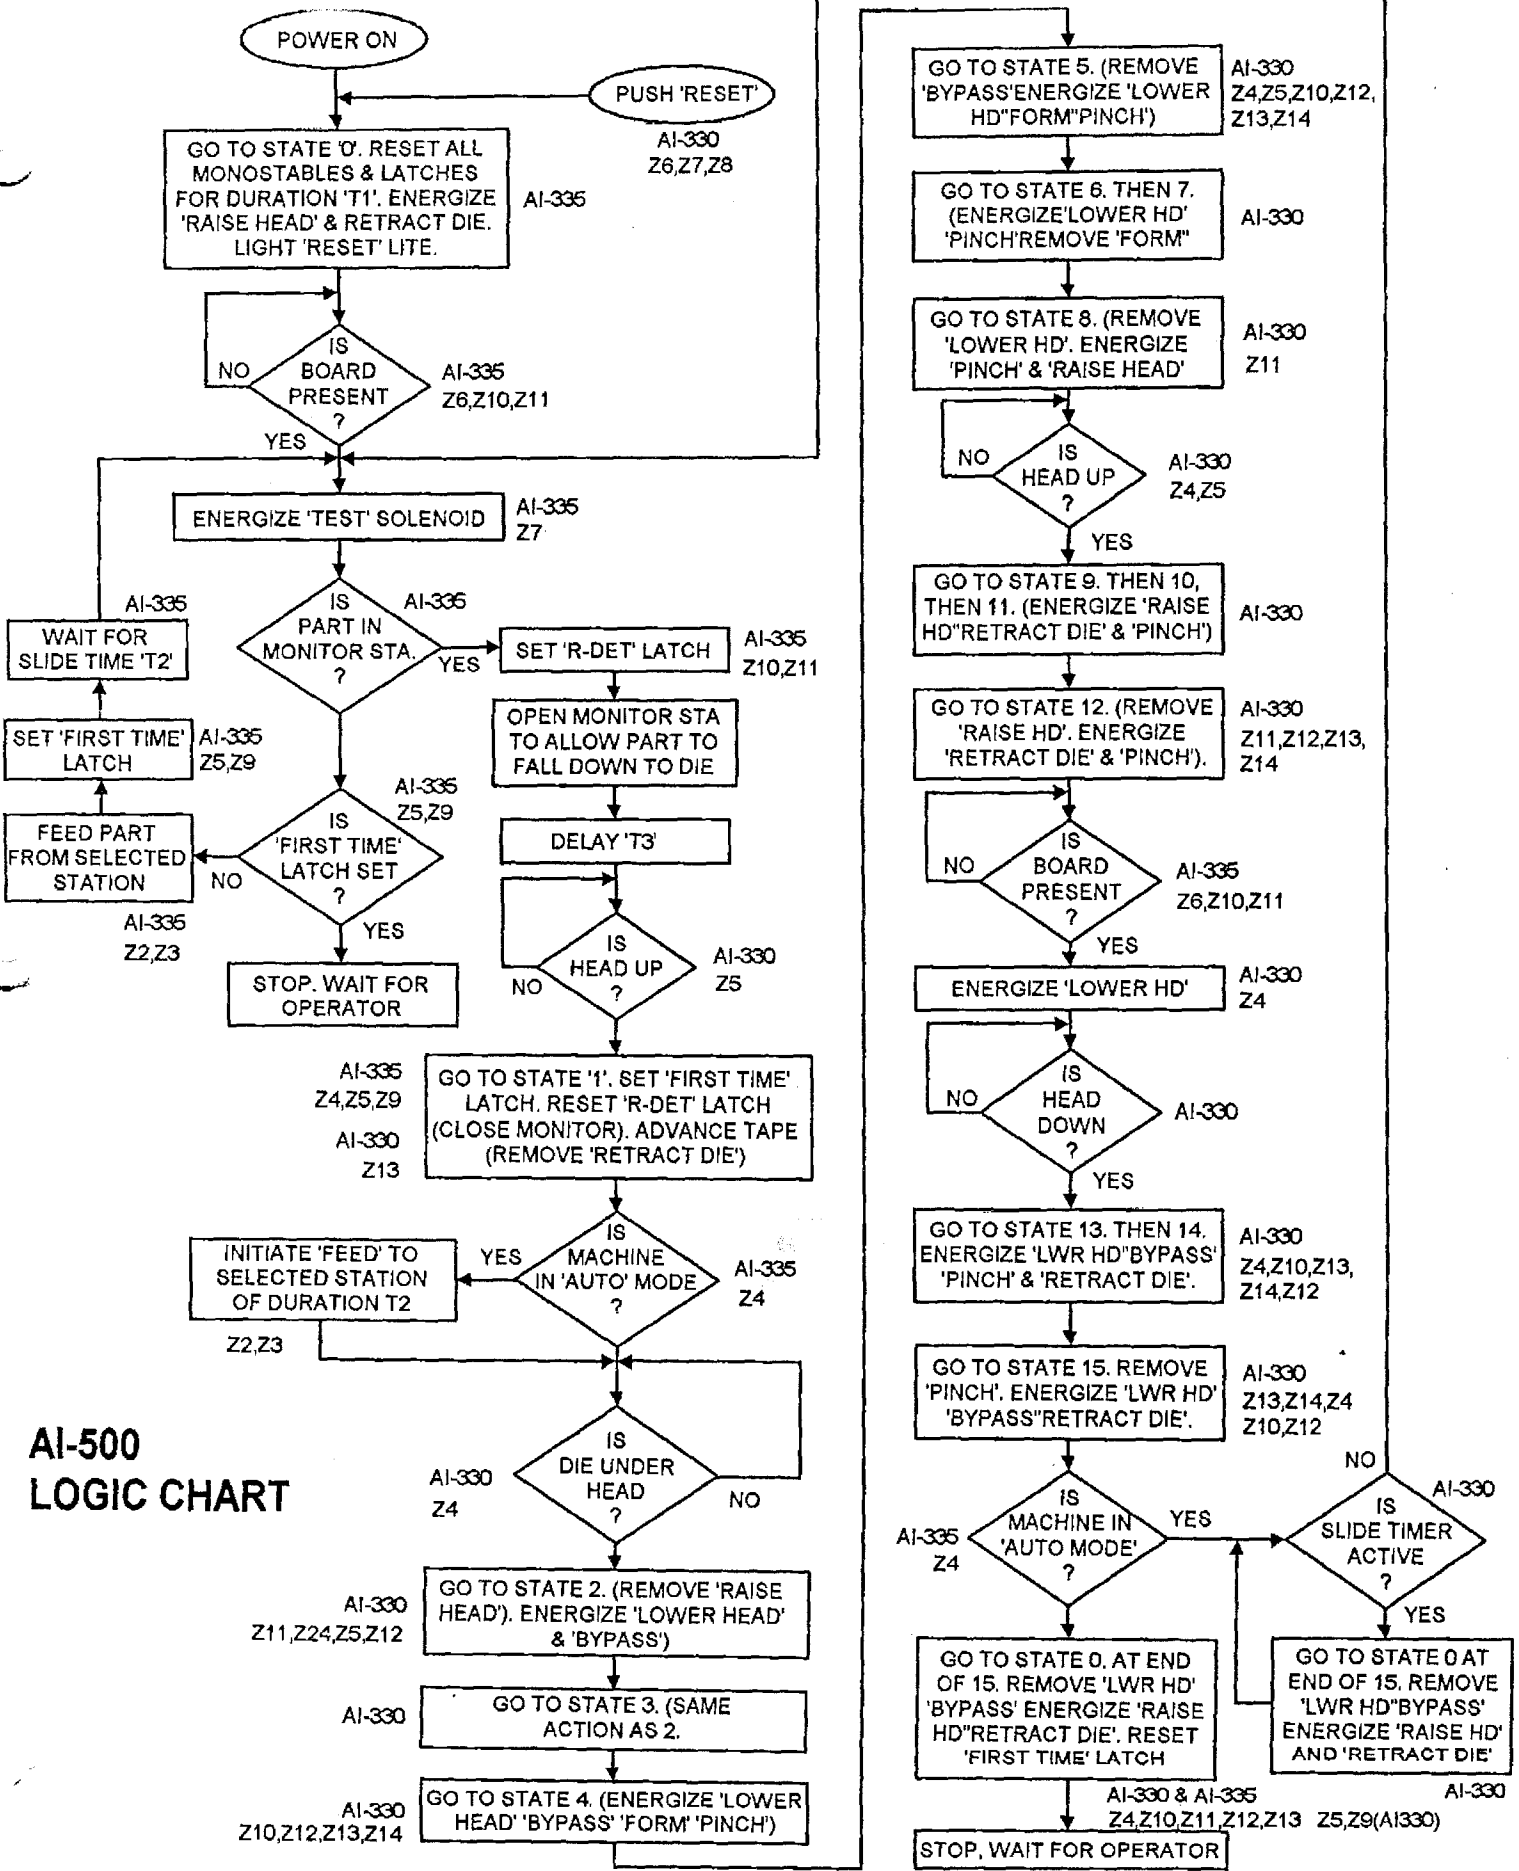 POWER ON
PUSH 'RESET'
AI-330
Z6,Z7,Z8
GO TO STATE '0'. RESET ALL
MONOSTABLES & LATCHES
FOR DURATION 'T1'. ENERGIZE
'RAISE HEAD' & RETRACT DIE.
LIGHT 'RESET' LITE.
AI-335
IS
BOARD
PRESENT
?
NO
YES
AI-335
Z6,Z10,Z11
ENERGIZE 'TEST' SOLENOID
AI-335
Z7
IS
PART IN
MONITOR STA.
?
AI-335
YES
AI-335
WAIT FOR
SLIDE TIME 'T2'
SET 'FIRST TIME'
LATCH
AI-335
Z5,Z9
FEED PART
FROM SELECTED
STATION
AI-335
Z2,Z3
AI-335
Z5,Z9
IS
'FIRST TIME'
LATCH SET
?
NO
YES
STOP. WAIT FOR
OPERATOR
SET 'R-DET' LATCH
AI-335
Z10,Z11
OPEN MONITOR STA
TO ALLOW PART TO
FALL DOWN TO DIE
DELAY 'T3'
IS
HEAD UP
?
NO
AI-330
Z5
AI-335
Z4,Z5,Z9
AI-330
Z13
GO TO STATE '1'. SET 'FIRST TIME'
LATCH. RESET 'R-DET' LATCH
(CLOSE MONITOR). ADVANCE TAPE
(REMOVE 'RETRACT DIE')
IS
MACHINE
IN 'AUTO' MODE
?
YES
AI-335
Z4
INITIATE 'FEED' TO
SELECTED STATION
OF DURATION T2
Z2,Z3
IS
DIE UNDER
HEAD
?
NO
AI-330
Z4
AI-500
LOGIC CHART
GO TO STATE 2. (REMOVE 'RAISE
HEAD'). ENERGIZE 'LOWER HEAD'
& 'BYPASS')
AI-330
Z11,Z24,Z5,Z12
GO TO STATE 3. (SAME
ACTION AS 2.
AI-330
GO TO STATE 4. (ENERGIZE 'LOWER
HEAD' 'BYPASS' 'FORM' 'PINCH')
AI-330
Z10,Z12,Z13,Z14
GO TO STATE 5. (REMOVE
'BYPASS'ENERGIZE 'LOWER
HD''FORM''PINCH')
AI-330
Z4,Z5,Z10,Z12,
Z13,Z14
GO TO STATE 6. THEN 7.
(ENERGIZE'LOWER HD'
'PINCH'REMOVE 'FORM''
AI-330
GO TO STATE 8. (REMOVE
'LOWER HD'. ENERGIZE
'PINCH' & 'RAISE HEAD'
AI-330
Z11
IS
HEAD UP
?
NO
YES
AI-330
Z4,Z5
GO TO STATE 9. THEN 10,
THEN 11. (ENERGIZE 'RAISE
HD''RETRACT DIE' & 'PINCH')
AI-330
GO TO STATE 12. (REMOVE
'RAISE HD'. ENERGIZE
'RETRACT DIE' & 'PINCH').
AI-330
Z11,Z12,Z13,
Z14
IS
BOARD
PRESENT
?
NO
YES
AI-335
Z6,Z10,Z11
ENERGIZE 'LOWER HD'
AI-330
Z4
IS
HEAD
DOWN
?
NO
YES
AI-330
GO TO STATE 13. THEN 14.
ENERGIZE 'LWR HD''BYPASS'
'PINCH' & 'RETRACT DIE'.
AI-330
Z4,Z10,Z13,
Z14,Z12
GO TO STATE 15. REMOVE
'PINCH'. ENERGIZE 'LWR HD'
'BYPASS''RETRACT DIE'.
AI-330
Z13,Z14,Z4
Z10,Z12
IS
MACHINE IN
'AUTO MODE'
?
AI-335
Z4
YES
NO
AI-330
IS
SLIDE TIMER
ACTIVE
?
YES
GO TO STATE 0. AT END
OF 15. REMOVE 'LWR HD'
'BYPASS' ENERGIZE 'RAISE
HD''RETRACT DIE'. RESET
'FIRST TIME' LATCH
GO TO STATE 0 AT
END OF 15. REMOVE
'LWR HD''BYPASS'
ENERGIZE 'RAISE HD'
AND 'RETRACT DIE'
AI-330
AI-330 & AI-335
Z4,Z10,Z11,Z12,Z13 Z5,Z9(AI330)
STOP, WAIT FOR OPERATOR